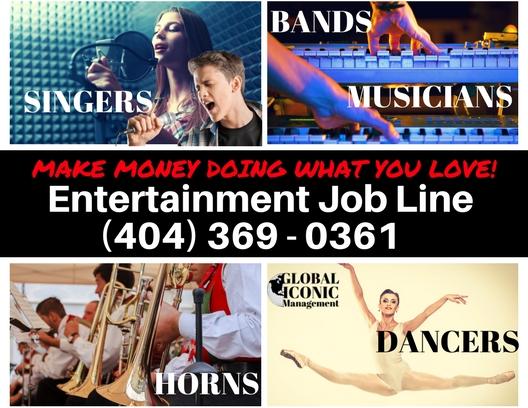 SINGERS
BANDS
MUSICIANS
MAKE MONEY DOING WHAT YOU LOVE!
Entertainment Job Line
(404) 369 - 0361
HORNS
GLOBAL
ICONIC
Management
DANCERS